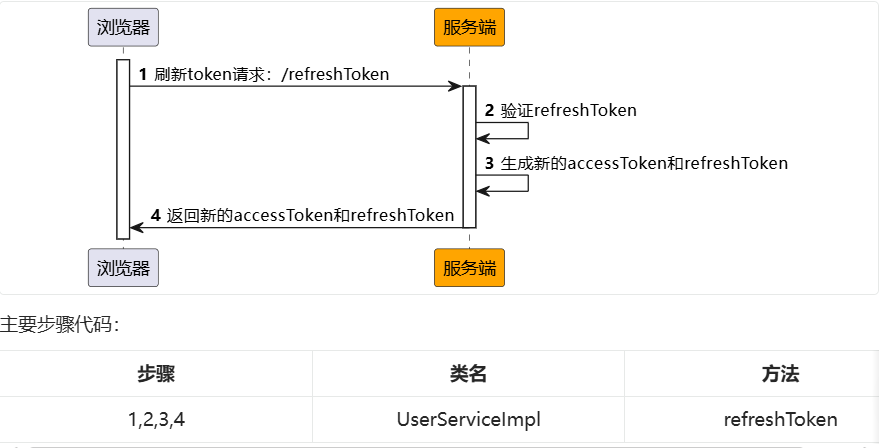 浏览器 服务端
1 刷新token请求：/refreshToken
2 验证refreshToken
3 生成新的accessToken和refreshToken
4 返回新的accessToken和refreshToken
浏览器 服务端
主要步骤代码：
步骤 类名 方法
1,2,3,4 UserServiceImpl refreshToken